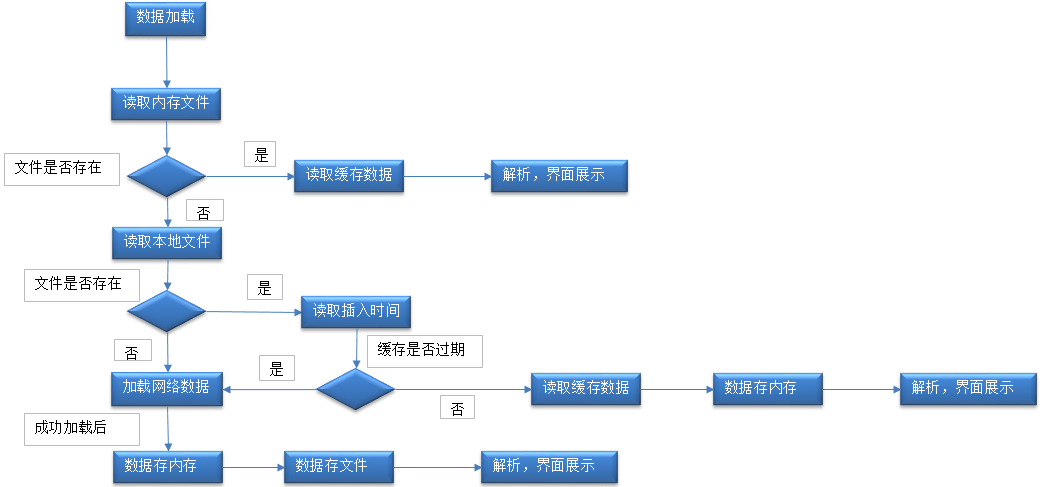 数据加载
读取内存文件
文件是否存在
是
读取缓存数据
解析，界面展示
否
读取本地文件
文件是否存在
是
读取插入时间
否
缓存是否过期
是
加载网络数据
否
读取缓存数据
数据存内存
解析，界面展示
成功加载后
数据存内存
数据存文件
解析，界面展示